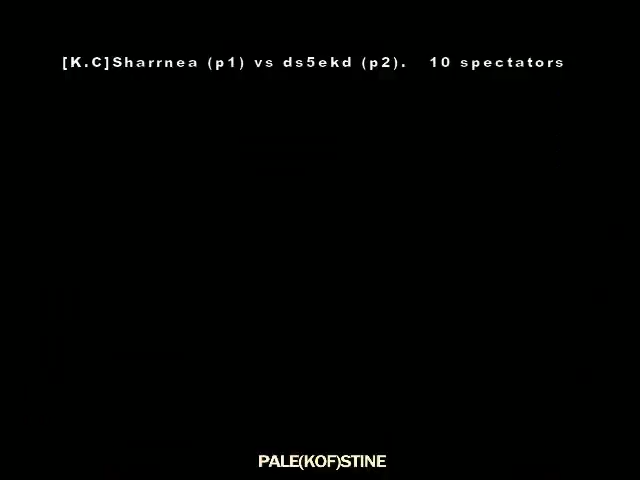 [K.C]Sharrnea (p1) vs ds5ekd (p2). 10 spectators
PALE(KOF)STINE